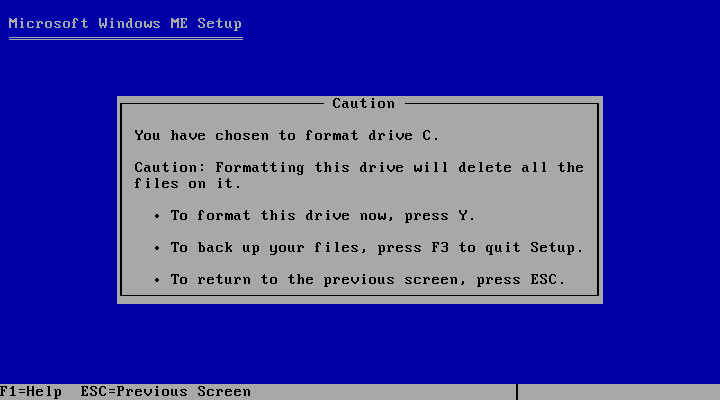 Microsoft Windows ME Setup
Caution
You have chosen to format drive C.
Caution: Formatting this drive will delete all the
files on it.
• To format this drive now, press Y.
• To back up your files, press F3 to quit Setup.
• To return to the previous screen, press ESC.
F1=Help  ESC=Previous Screen